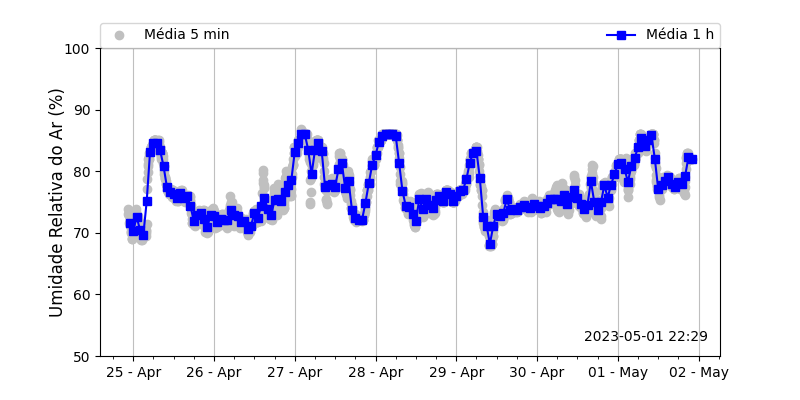 Média 5 min
Média 1 h
Umidade Relativa do Ar (%)
100
90
80
70
60
50
2023-05-01 22:29
25 - Apr
26 - Apr
27 - Apr
28 - Apr
29 - Apr
30 - Apr
01 - May
02 - May